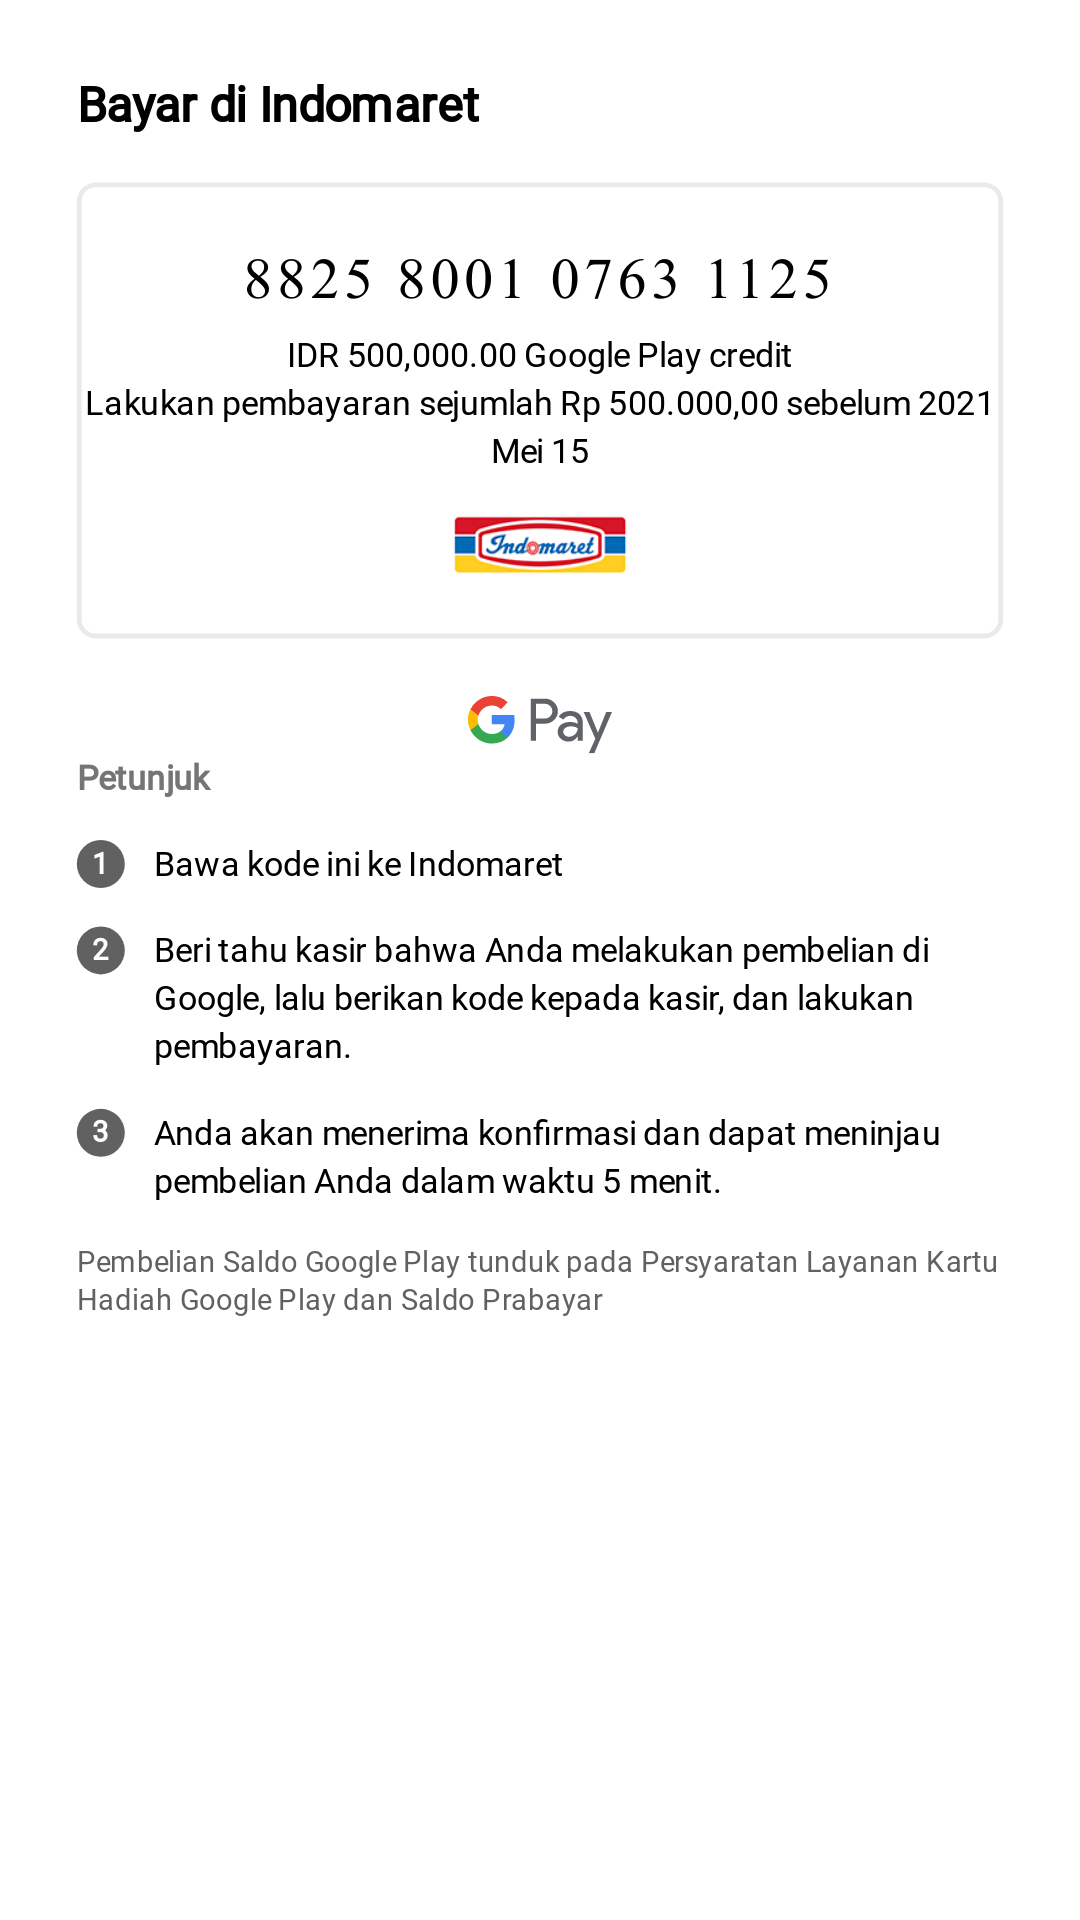 Bayar di Indomaret
8825 8001 0763 1125
IDR 500,000.00 Google Play credit
Lakukan pembayaran sejumlah Rp 500.000,00 sebelum 2021
Mei 15
Indomaret
G Pay
Petunjuk
1 Bawa kode ini ke Indomaret
2 Beri tahu kasir bahwa Anda melakukan pembelian di
Google, lalu berikan kode kepada kasir, dan lakukan
pembayaran.
3 Anda akan menerima konfirmasi dan dapat meninjau
pembelian Anda dalam waktu 5 menit.
Pembelian Saldo Google Play tunduk pada Persyaratan Layanan Kartu
Hadiah Google Play dan Saldo Prabayar